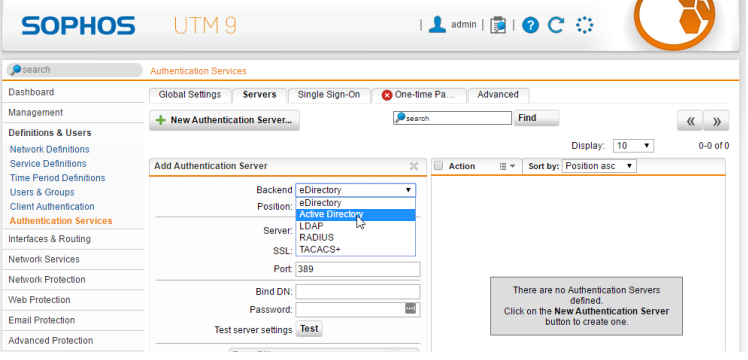 SOPHOS UTM 9
| admin | | ?
search
Authentication Services
Dashboard
Management
Definitions & Users
Network Definitions
Service Definitions
Time Period Definitions
Users & Groups
Client Authentication
Authentication Services
Interfaces & Routing
Network Services
Network Protection
Web Protection
Email Protection
Advanced Protection
Global Settings Servers Single Sign-On One-time Pa... Advanced
+ New Authentication Server... search Find « »
Display: 10 0-0 of 0
Add Authentication Server
Backend eDirectory
eDirectory
Active Directory
LDAP
RADIUS
TACACS+
Position:
Server:
SSL:
Port: 389
Bind DN:
Password:
Test server settings Test
Action Sort by: Position asc
There are no Authentication Servers
defined.
Click on the New Authentication Server
button to create one.